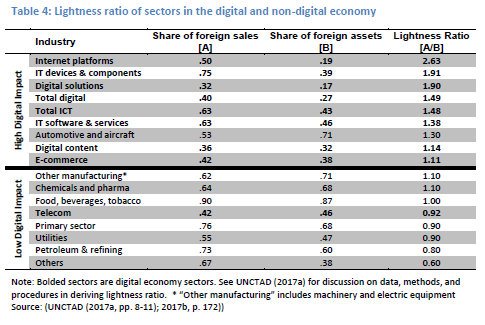 Table 4: Lightness ratio of sectors in the digital and non-digital economy
Industry Share of foreign sales [A] Share of foreign assets [B] Lightness Ratio [A/B]
High Digital Impact
Internet platforms .50 .19 2.63
IT devices & components .75 .39 1.91
Digital solutions .32 .17 1.90
Total digital .40 .27 1.49
Total ICT .63 .43 1.48
IT software & services .63 .46 1.38
Automotive and aircraft .53 .71 1.30
Digital content .36 .32 1.14
E-commerce .42 .38 1.11
Low Digital Impact
Other manufacturing* .62 .71 1.10
Chemicals and pharma .64 .68 1.10
Food, beverages, tobacco .90 .87 1.00
Telecom .42 .46 0.92
Primary sector .76 .68 0.90
Utilities .55 .47 0.90
Petroleum & refining .73 .60 0.80
Others .67 .38 0.60
Note: Bolded sectors are digital economy sectors. See UNCTAD (2017a) for discussion on data, methods, and
procedures in deriving lightness ratio. * "Other manufacturing" includes machinery and electric equipment
Source: (UNCTAD (2017a, pp. 8-11; 2017b, p. 172))